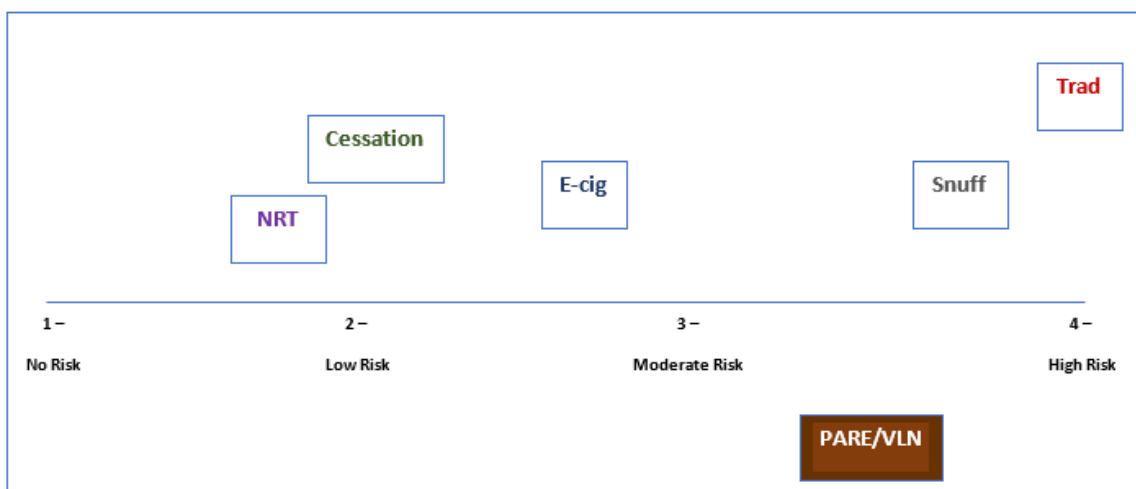 Trad
Cessation
E-cig
Snuff
NRT
1 – 2 – 3 – 4 –
No Risk Low Risk Moderate Risk High Risk
PARE/VLN